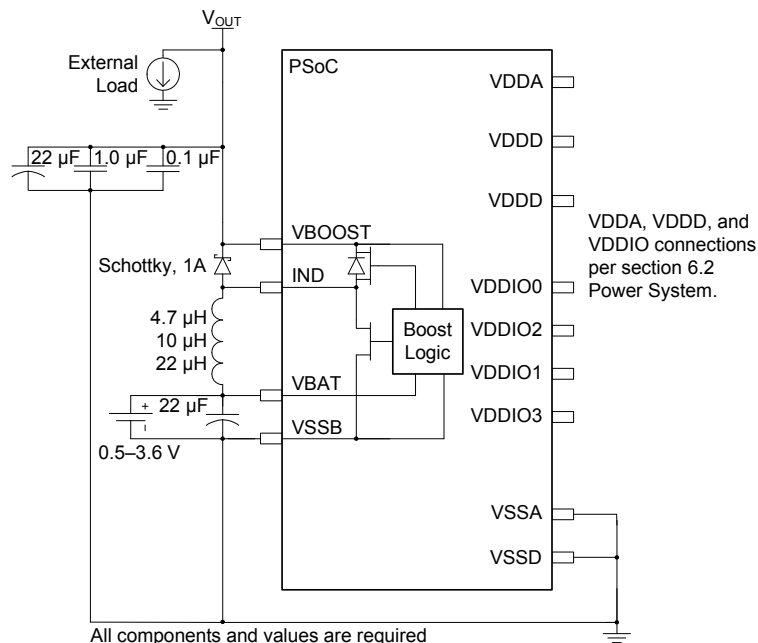 VOUT
External
Load
PSoC
VDDA
VDDD
22 µF 1.0 µF 0.1 µF
VDDD
VDDA, VDDD, and
VDDIO connections
per section 6.2
Power System.
VBOOST
Schottky, 1A
IND
VDDIO0
4.7 µH
10 µH
22 µH
Boost
Logic
VDDIO2
VDDIO1
VBAT
22 µF
VDDIO3
VSSB
0.5–3.6 V
VSSA
VSSD
All components and values are required